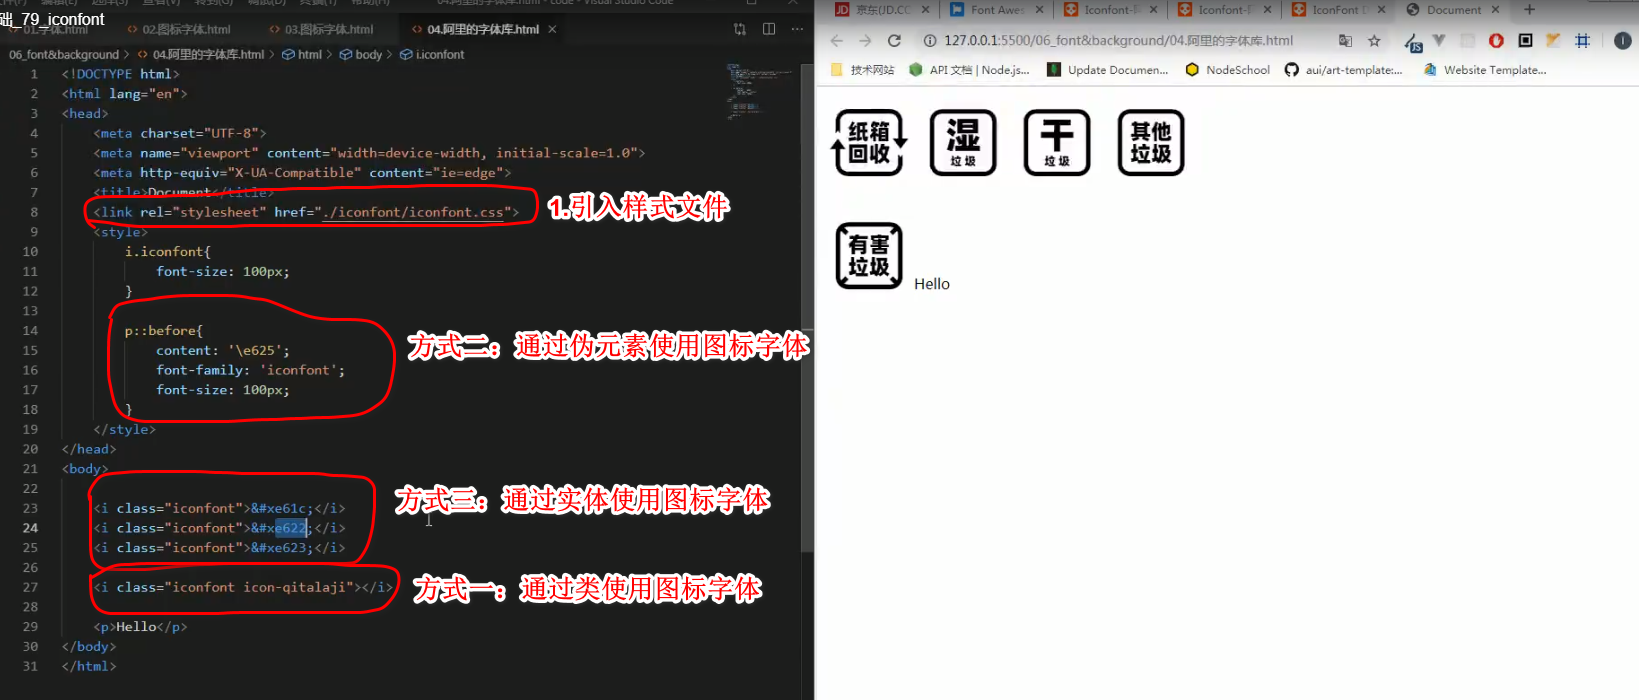 础_79_iconfont
01.字体.html
02.图标字体.html
03.图标字体.html
04.阿里的字体库.html
06_font&background > 04.阿里的字体库.html > html > body > i.iconfont
1 <!DOCTYPE html>
2 <html lang="en">
3 <head>
4 <meta charset="UTF-8">
5 <meta name="viewport" content="width=device-width, initial-scale=1.0">
6 <meta http-equiv="X-UA-Compatible" content="ie=edge">
7 <title>Document</title>
8 <link rel="stylesheet" href="./iconfont/iconfont.css">
1.引入样式文件
9 <style>
10 i.iconfont{
11 font-size: 100px;
12 }
13
14 p::before{
15 content: '\e625';
方式二：通过伪元素使用图标字体
16 font-family: 'iconfont';
17 font-size: 100px;
18 }
19 </style>
20 </head>
21 <body>
22
23 <i class="iconfont">&#xe61c;</i>
方式三：通过实体使用图标字体
24 <i class="iconfont">&#xe622;</i>
25 <i class="iconfont">&#xe623;</i>
26
27 <i class="iconfont icon-qitalaji"></i>
方式一：通过类使用图标字体
28
29 <p>Hello</p>
30 </body>
31 </html>
京东(JD.CC
Font Awes
Iconfont-
Iconfont-
IconFont
Document
127.0.0.1:5500/06_font&background/04.阿里的字体库.html
技术网站
API 文档 | Node.js...
Update Documen...
NodeSchool
aui/art-template:...
Website Template...
纸箱
回收
湿
垃圾
干
垃圾
其他
垃圾
有害
垃圾
Hello